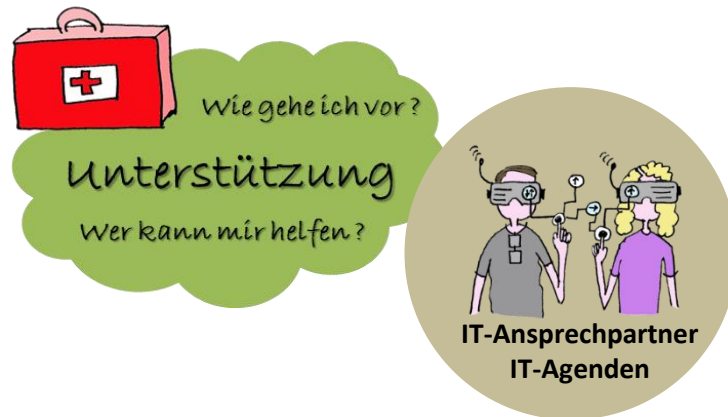 Wie gehe ich vor ?
Unterstützung
Wer kann mir helfen ?
IT-Ansprechpartner
IT-Agenden